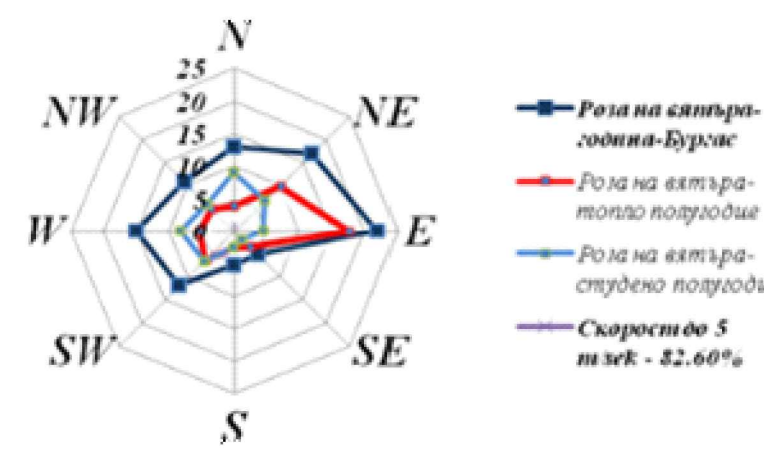 N
25
NW
NE
20
15
10
5
W
0
E
SW
SE
S
Роза на вятъра-
година-Бургас
Роза на вятъра-
топло полугодие
Роза на вятъра-
студено полугоди
Скорост до 5
m/sek - 82.60%